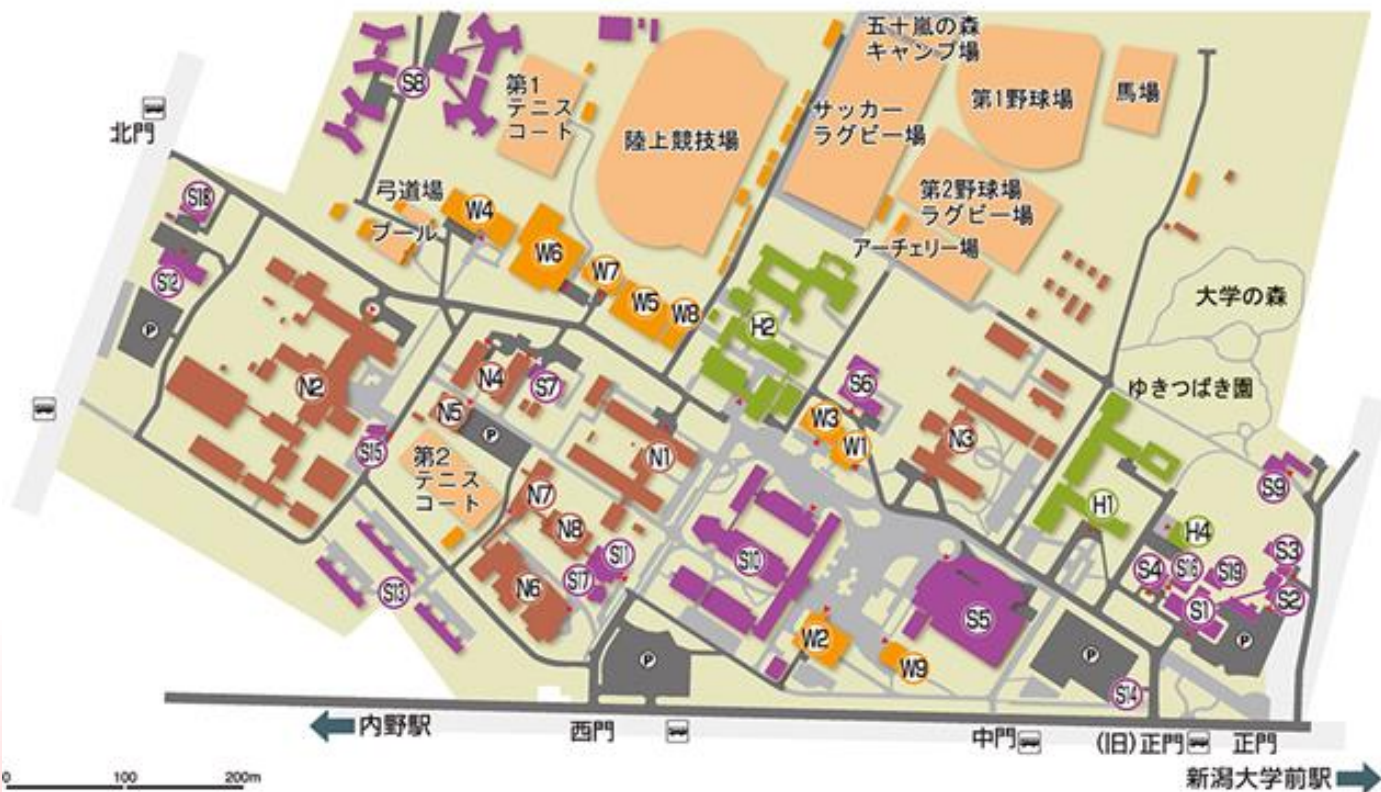 五十嵐の森
キャンプ場
S8
第1
テニス
コート
陸上競技場
サッカー
ラグビー場
第1野球場
馬場
北門
S18
弓道場
プール
W4
W6
W7
W5
W8
第2野球場
ラグビー場
アーチェリー場
S12
P
大学の森
H2
N2
N4
S7
S6
ゆきつばき園
N5
P
W3
W1
N3
S15
第2
テニス
コート
N1
N7
N8
S9
H1
H4
S10
S11
S17
S3
S4
S16
S19
S13
N6
S1
S2
S5
W2
P
P
P
W9
S14
内野駅
西門
中門
(旧)正門
正門
0 100 200m
新潟大学前駅